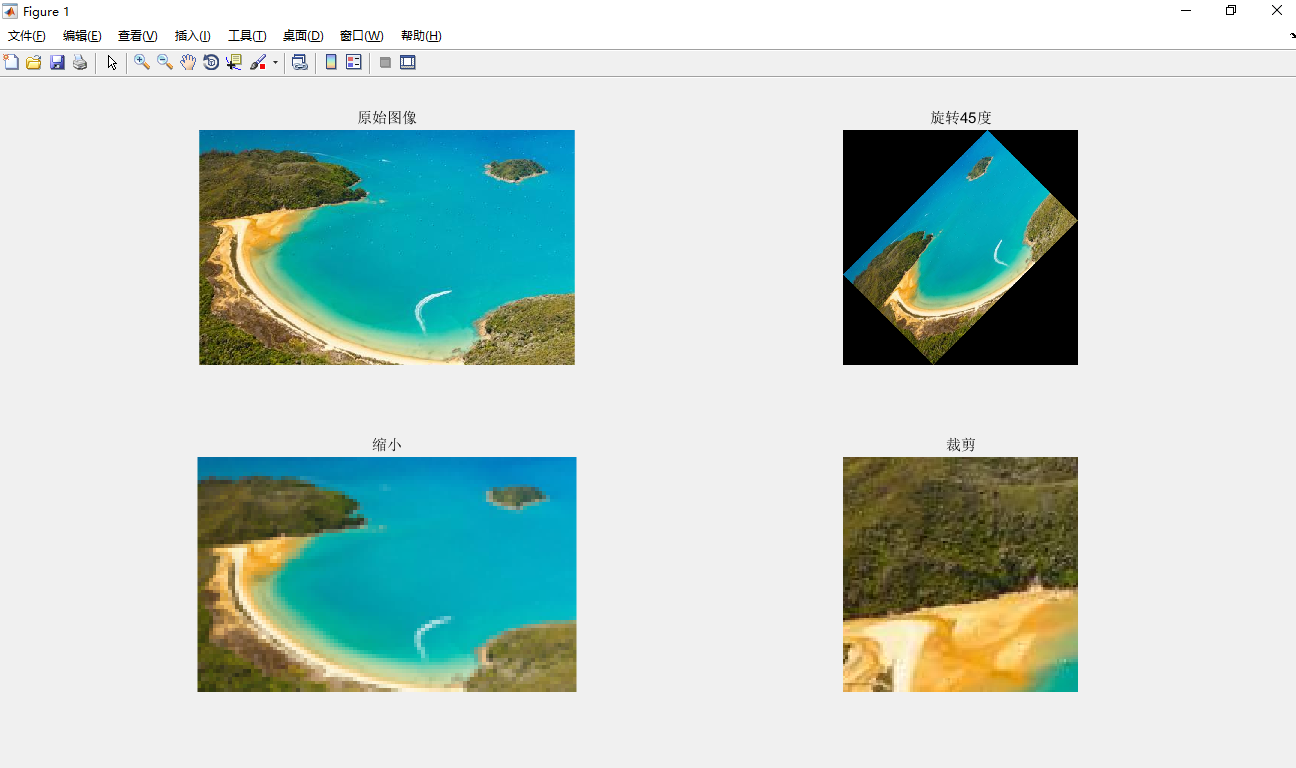 Figure 1
文件(F) 编辑(E) 查看(V) 插入(I) 工具(T) 桌面(D) 窗口(W) 帮助(H)
原始图像 旋转45度
缩小 裁剪